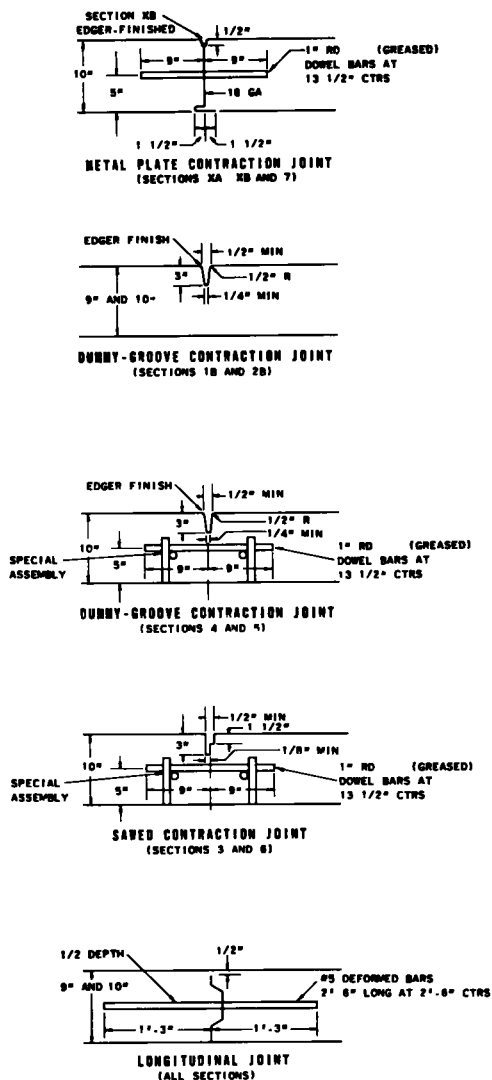 SECTION XB
EDGER-FINISHED
1/2"
9"
9"
1" RD (GREASED)
DOWEL BARS AT
13 1/2" CTRS
10"
5"
18 GA
1 1/2"
1 1/2"
METAL PLATE CONTRACTION JOINT
(SECTIONS XA XB AND 7)
EDGER FINISH
1/2" MIN
3"
1/2" R
9" AND 10"
1/4" MIN
DUMMY-GROOVE CONTRACTION JOINT
(SECTIONS 1B AND 2B)
EDGER FINISH
1/2" MIN
3"
1/2" R
1/4" MIN
10"
1" RD (GREASED)
DOWEL BARS AT
13 1/2" CTRS
SPECIAL
ASSEMBLY
5"
9"
9"
DUMMY-GROOVE CONTRACTION JOINT
(SECTIONS 4 AND 5)
1/2" MIN
1 1/2"
3"
1/8" MIN
10"
1" RD (GREASED)
DOWEL BARS AT
13 1/2" CTRS
SPECIAL
ASSEMBLY
5"
9"
9"
SAWED CONTRACTION JOINT
(SECTIONS 3 AND 6)
1/2 DEPTH
1/2"
9" AND 10"
#5 DEFORMED BARS
2' 6" LONG AT 2'-6" CTRS
1'-3"
1'-3"
LONGITUDINAL JOINT
(ALL SECTIONS)